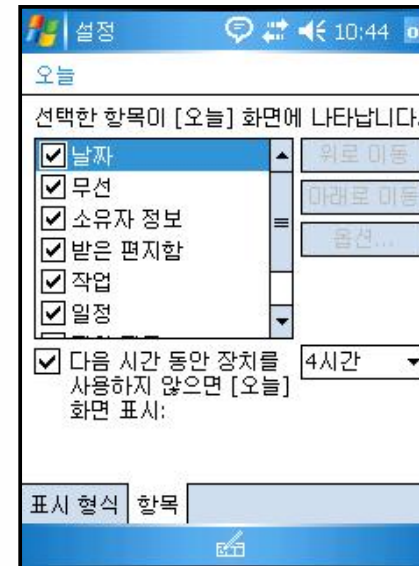 설정 10:44
오늘
선택한 항목이 [오늘] 화면에 나타납니다.
날짜
위로 이동
무선
아래로 이동
소유자 정보
옵션...
받은 편지함
작업
일정
다음 시간 동안 장치를
4시간
사용하지 않으면 [오늘]
화면 표시:
표시 형식 항목